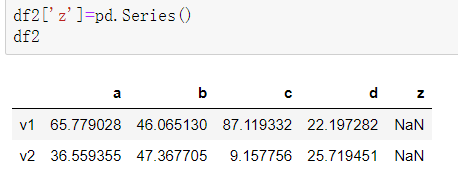 df2['z']=pd.Series()
df2
a b c d z
v1 65.779028 46.065130 87.119332 22.197282 NaN
v2 36.559355 47.367705 9.157756 25.719451 NaN